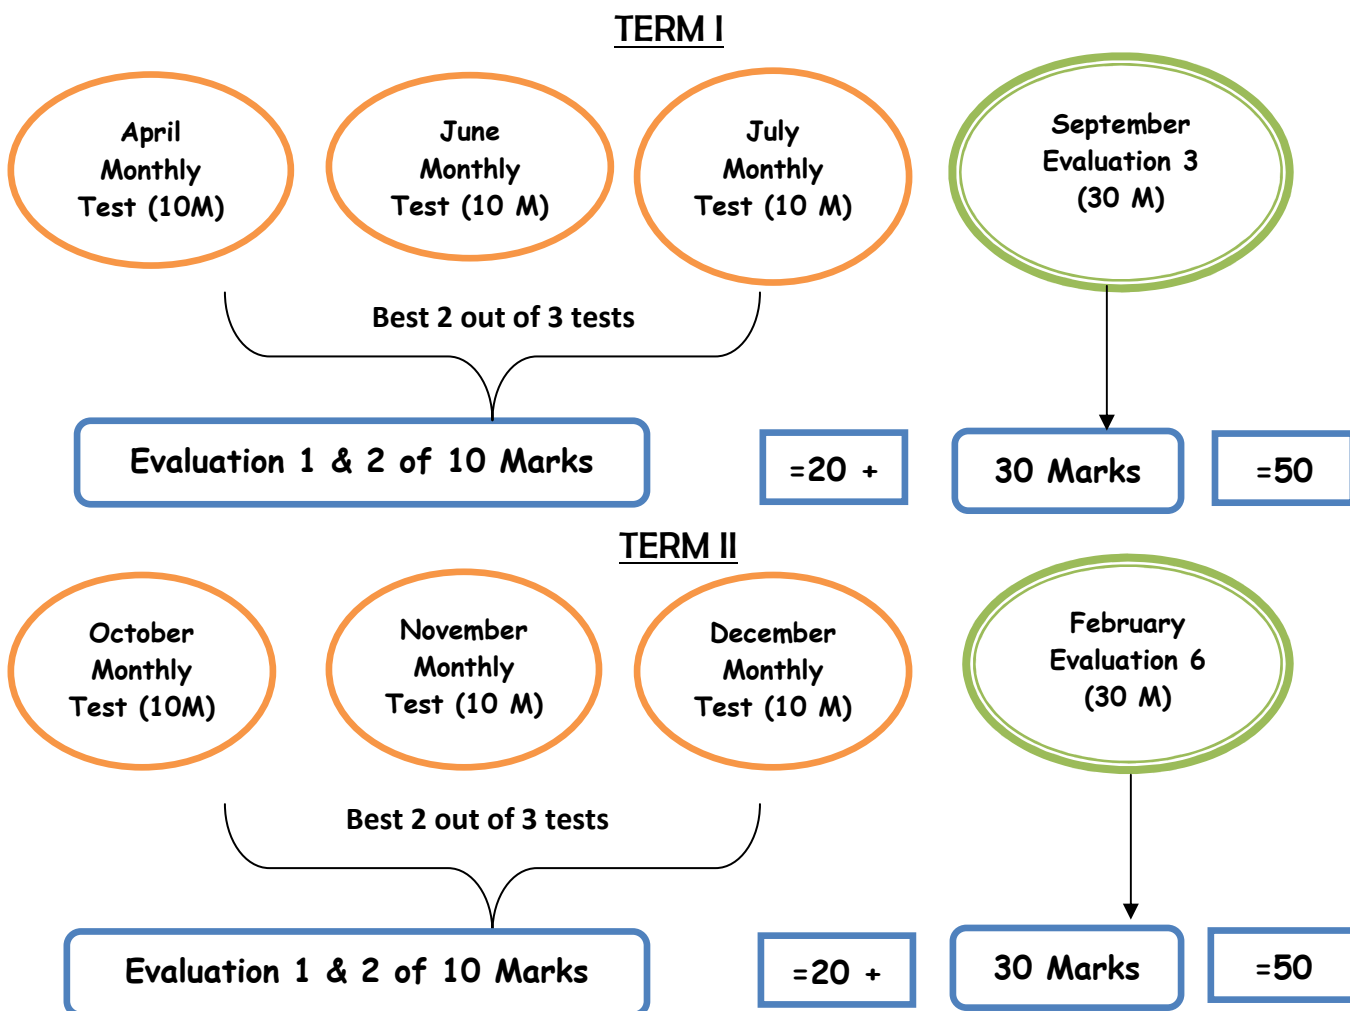 TERM I
April
Monthly
Test (10M)
June
Monthly
Test (10 M)
July
Monthly
Test (10 M)
September
Evaluation 3
(30 M)
Best 2 out of 3 tests
Evaluation 1 & 2 of 10 Marks
=20 +
30 Marks
=50
TERM II
October
Monthly
Test (10M)
November
Monthly
Test (10 M)
December
Monthly
Test (10 M)
February
Evaluation 6
(30 M)
Best 2 out of 3 tests
Evaluation 1 & 2 of 10 Marks
=20 +
30 Marks
=50